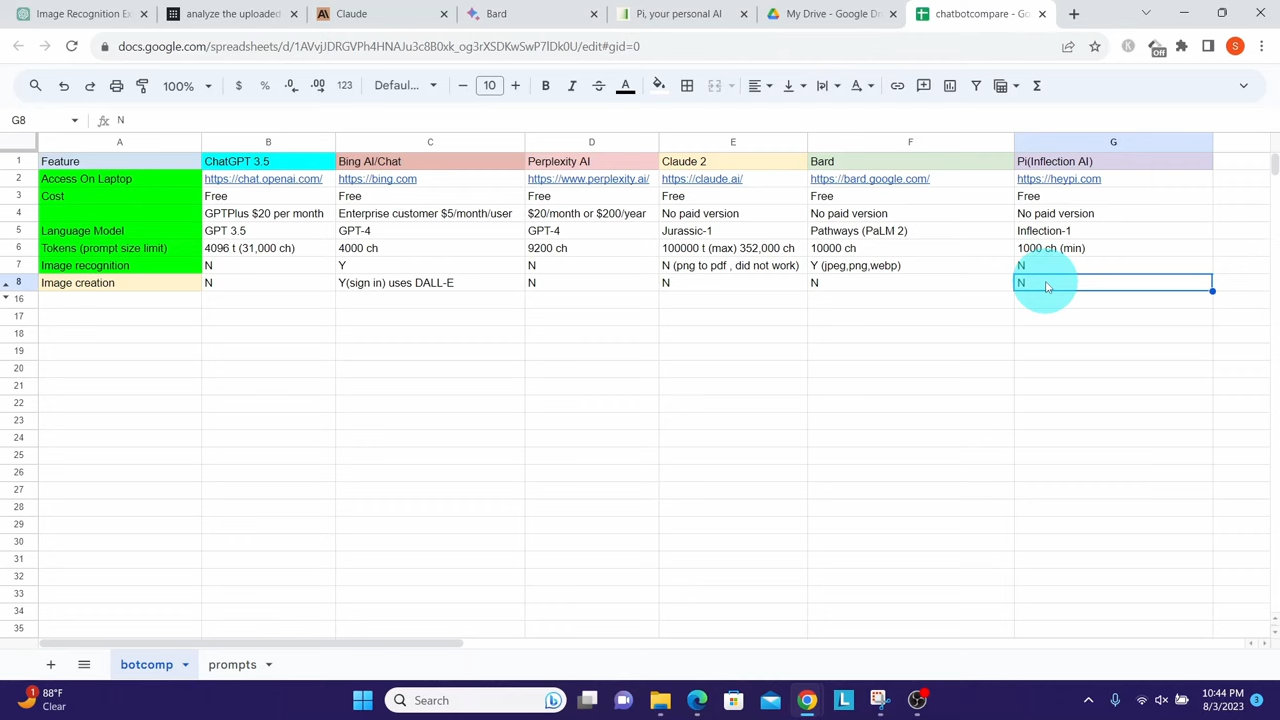 Image Recognition Ex
analysthe uploaded
Claude
Bard
Pi, your personal AI
My Drive - Google Dr
chatbotcompare - Goo
docs.google.com/spreadsheets/d/1AVvjJDRGVPh4HNAJu3c8B0xk_og3rXSDNvSwP7lDk0U/edit#gid=0
Off
S
100% $ % .0 .00 123 Defaul... 10 B I A
G8 fx N
A B C D E F G
1 Feature ChatGPT 3.5 Bing AI/Chat Perplexity AI Claude 2 Bard Pi(Inflection AI)
2 Access On Laptop https://chat.openai.com/ https://bing.com https://www.perplexity.ai/ https://claude.ai/ https://bard.google.com/ https://heypi.com
3 Cost Free Free Free Free Free Free
4 GPTPlus $20 per month Enterprise customer $5/month/user $20/month or $200/year No paid version No paid version No paid version
5 Language Model GPT 3.5 GPT-4 GPT-4 Jurassic-1 Pathways (PaLM 2) Inflection-1
6 Tokens (prompt size limit) 4096 t (31,000 ch) 4000 ch 9200 ch 100000 t (max) 352,000 ch 10000 ch 1000 ch (min)
7 Image recognition N Y N N (png to pdf , did not work) Y (jpeg,png,webp) N
8 Image creation N Y(sign in) uses DALL-E N N N N
16
17
18
19
20
21
22
23
24
25
26
27
28
29
30
31
32
33
34
35
botcomp prompts
1 88°F
Clear
Search
L
10:44 PM
8/3/2023
3